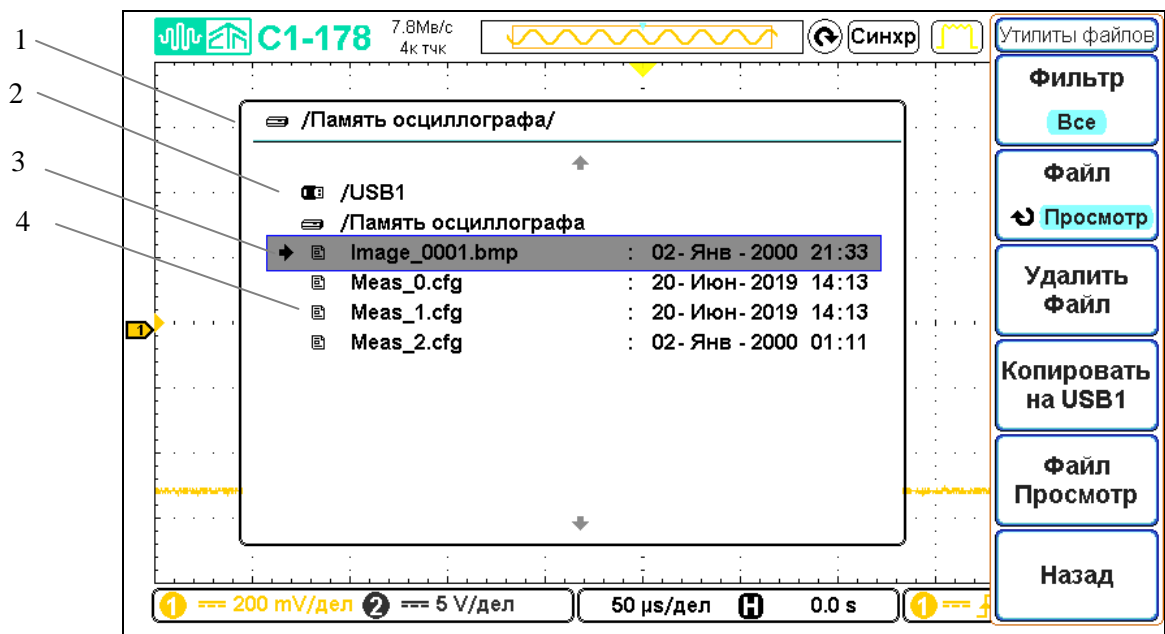 1
2
3
4
C1-178
7.8Мв/с
4к тчк
Синхр
/Память осциллографа/
/USB1
/Память осциллографа
Image_0001.bmp : 02- Янв - 2000 21:33
Meas_0.cfg : 20- Июн- 2019 14:13
Meas_1.cfg : 20- Июн- 2019 14:13
Meas_2.cfg : 02- Янв - 2000 01:11
1
Утилиты файлов
Фильтр
Все
Файл
Просмотр
Удалить
Файл
Копировать
на USB1
Файл
Просмотр
Назад
1 200 mV/дел 2 5 V/дел
50 µs/дел H 0.0 s
1